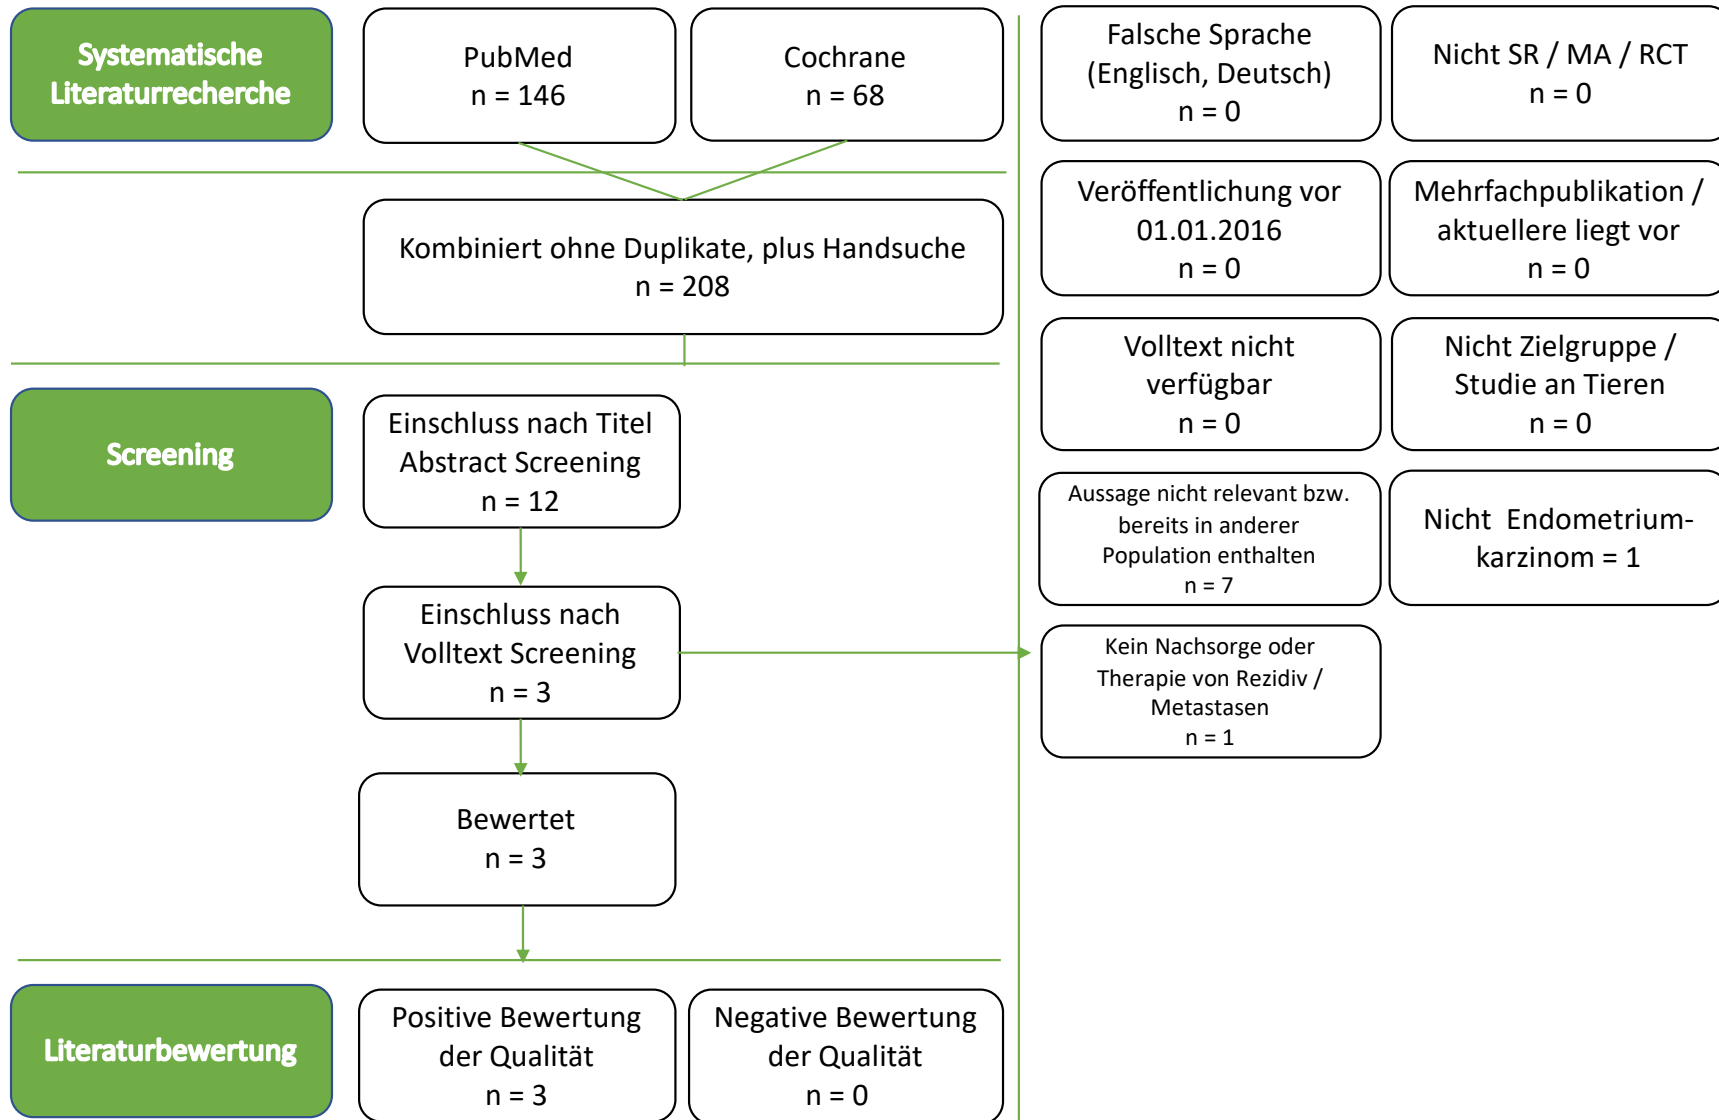 Systematische
Literaturrecherche
PubMed
n = 146
Cochrane
n = 68
Kombiniert ohne Duplikate, plus Handsuche
n = 208
Screening
Einschluss nach Titel
Abstract Screening
n = 12
Einschluss nach
Volltext Screening
n = 3
Bewertet
n = 3
Literaturbewertung
Positive Bewertung
der Qualität
n = 3
Negative Bewertung
der Qualität
n = 0
Falsche Sprache
(Englisch, Deutsch)
n = 0
Nicht SR / MA / RCT
n = 0
Veröffentlichung vor
01.01.2016
n = 0
Mehrfachpublikation /
aktuellere liegt vor
n = 0
Volltext nicht
verfügbar
n = 0
Nicht Zielgruppe /
Studie an Tieren
n = 0
Aussage nicht relevant bzw.
bereits in anderer
Population enthalten
n = 7
Nicht Endometrium-
karzinom = 1
Kein Nachsorge oder
Therapie von Rezidiv /
Metastasen
n = 1